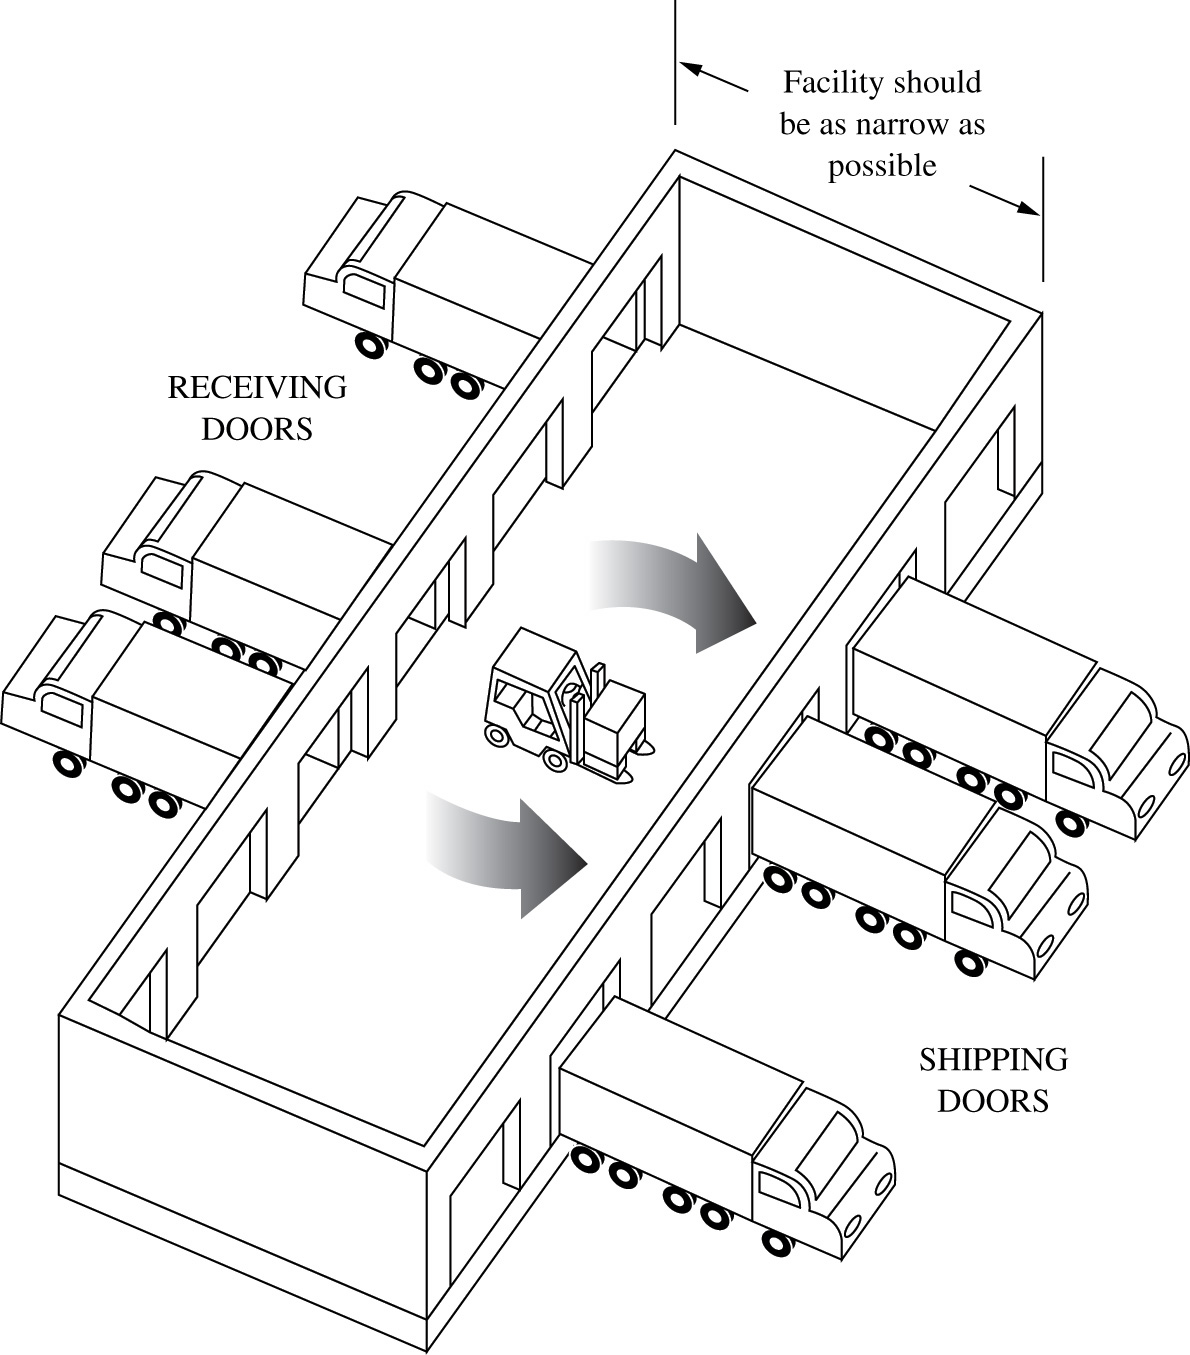 Facility should
be as narrow as
possible
RECEIVING
DOORS
SHIPPING
DOORS